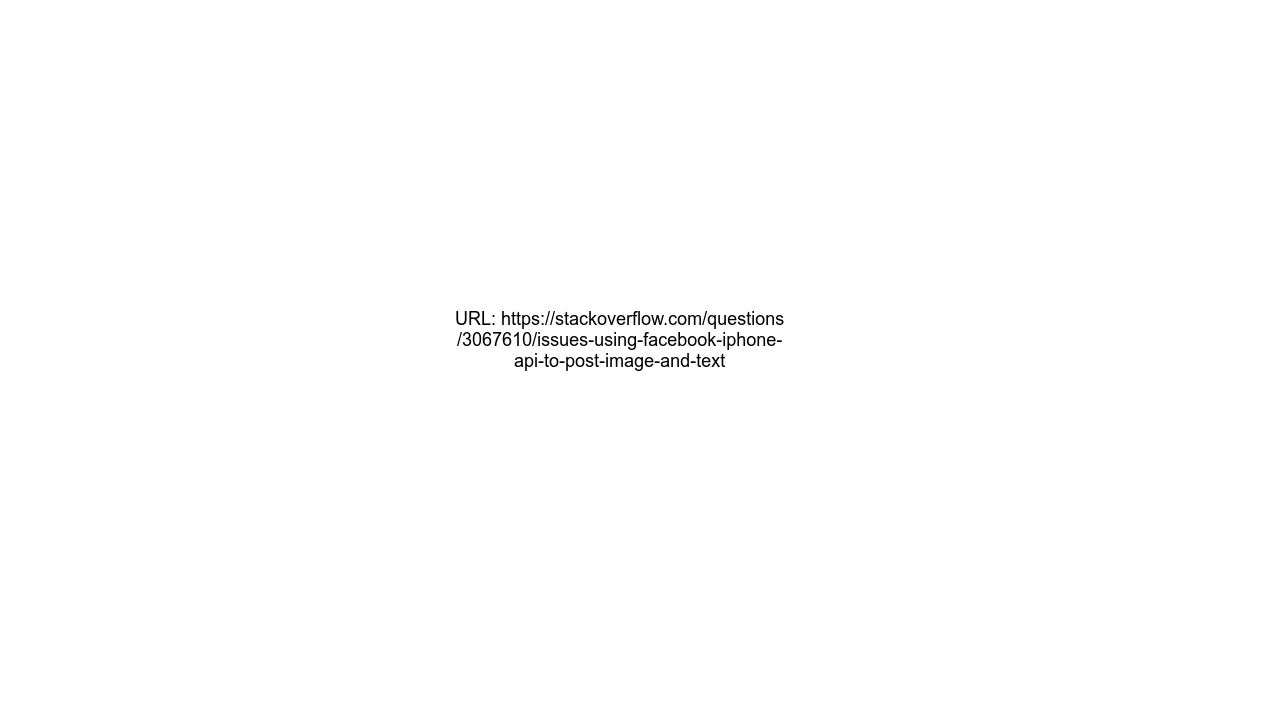 URL: https://stackoverflow.com/questions
/3067610/issues-using-facebook-iphone-
api-to-post-image-and-text